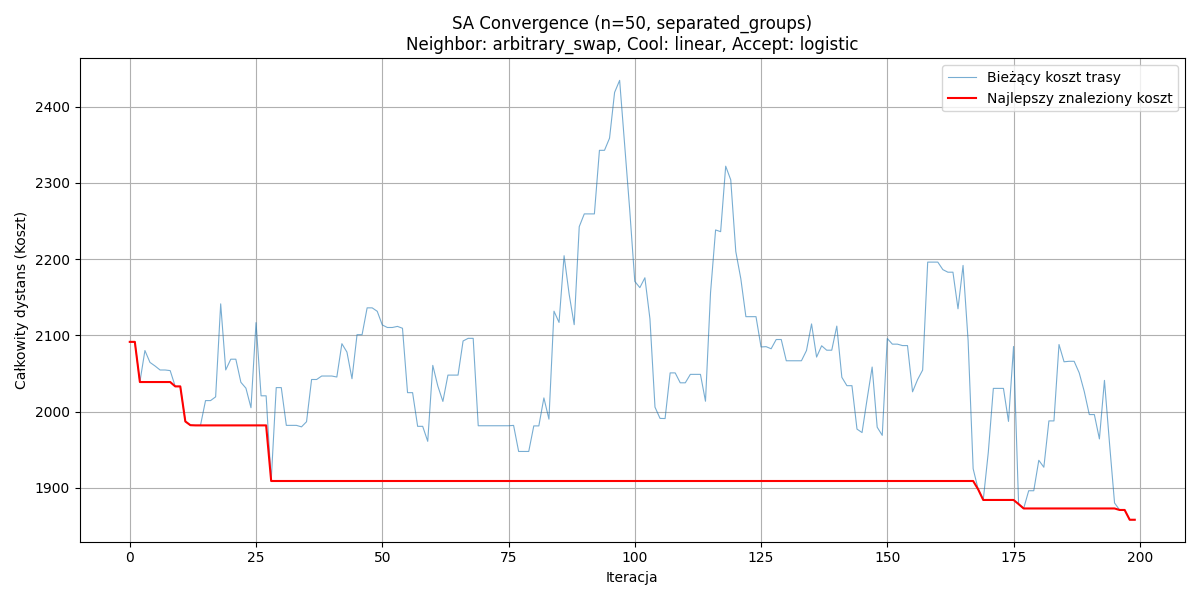 SA Convergence (n=50, separated_groups)
Neighbor: arbitrary_swap, Cool: linear, Accept: logistic
Bieżący koszt trasy
Najlepszy znaleziony koszt
Całkowity dystans (Koszt)
2400
2300
2200
2100
2000
1900
0 25 50 75 100 125 150 175 200
Iteracja